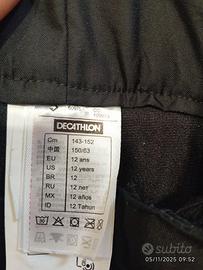 DECATHLON
Cm 143-152
中国 150/63
EU 12 ans
US 12 years
BR 12
RU 12 лет
MX 12 años
ID 12 Tahun
subito
05/11/2025 52:59